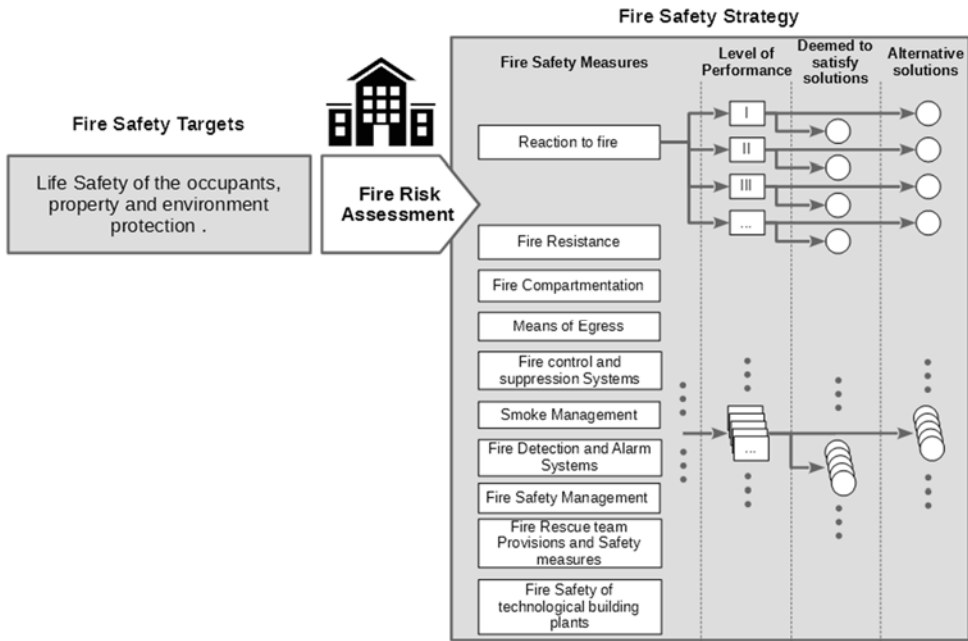 Fire Safety Strategy
Fire Safety Targets
Life Safety of the occupants,
property and environment
protection .
Fire Risk
Assessment
Fire Safety Measures
Level of
Performance
Deemed to
satisfy
solutions
Alternative
solutions
Reaction to fire
I
II
III
...
Fire Resistance
Fire Compartmentation
Means of Egress
Fire control and
suppression Systems
Smoke Management
Fire Detection and Alarm
Systems
Fire Safety Management
Fire Rescue team
Provisions and Safety
measures
Fire Safety of
technological building
plants
...